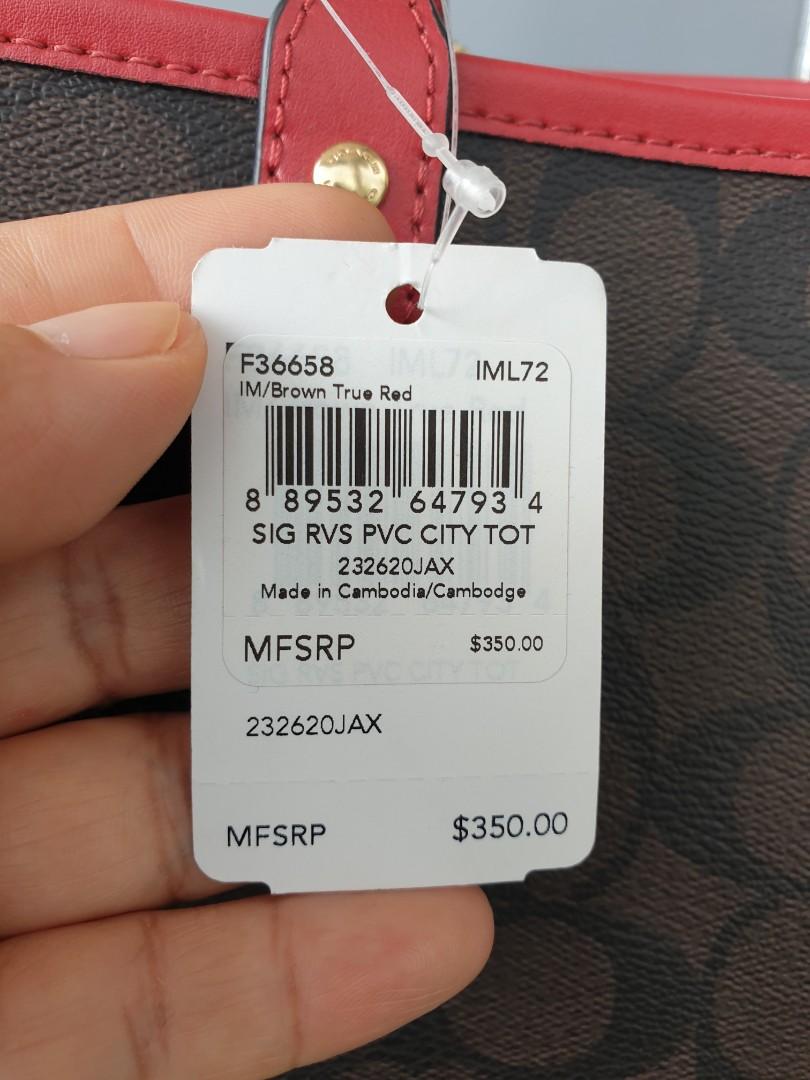 F36658 IML72
IM/Brown True Red
8 89532 64793 4
SIG RVS PVC CITY TOT
232620JAX
Made in Cambodia/Cambodge
MFSRP $350.00
232620JAX
MFSRP $350.00